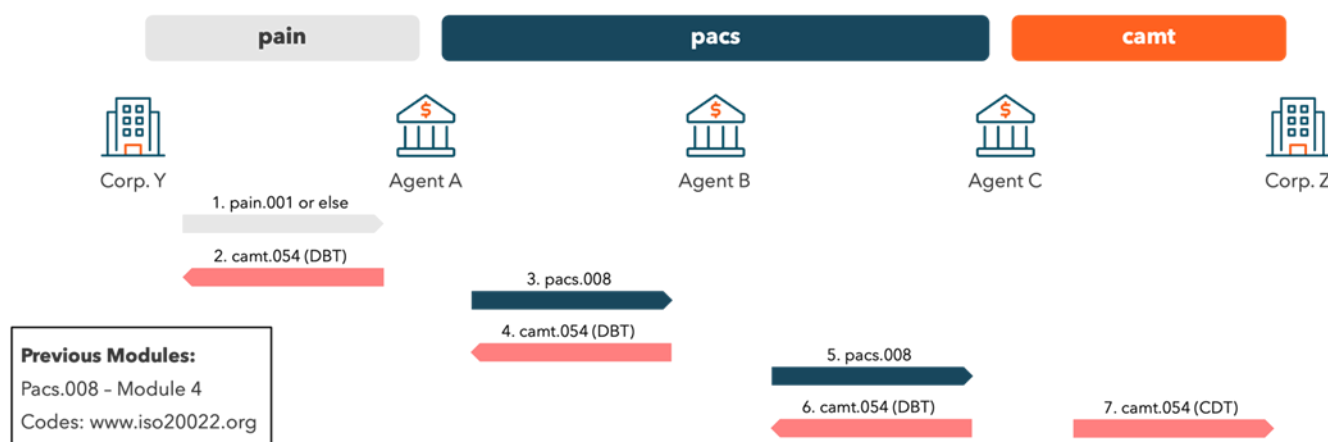 pain
pacs
camt
$
$
$
Corp. Y
Agent A
Agent B
Agent C
Corp. Z
1. pain.001 or else
2. camt.054 (DBT)
3. pacs.008
4. camt.054 (DBT)
5. pacs.008
6. camt.054 (DBT)
7. camt.054 (CDT)
Previous Modules:
Pacs.008 – Module 4
Codes: www.iso20022.org